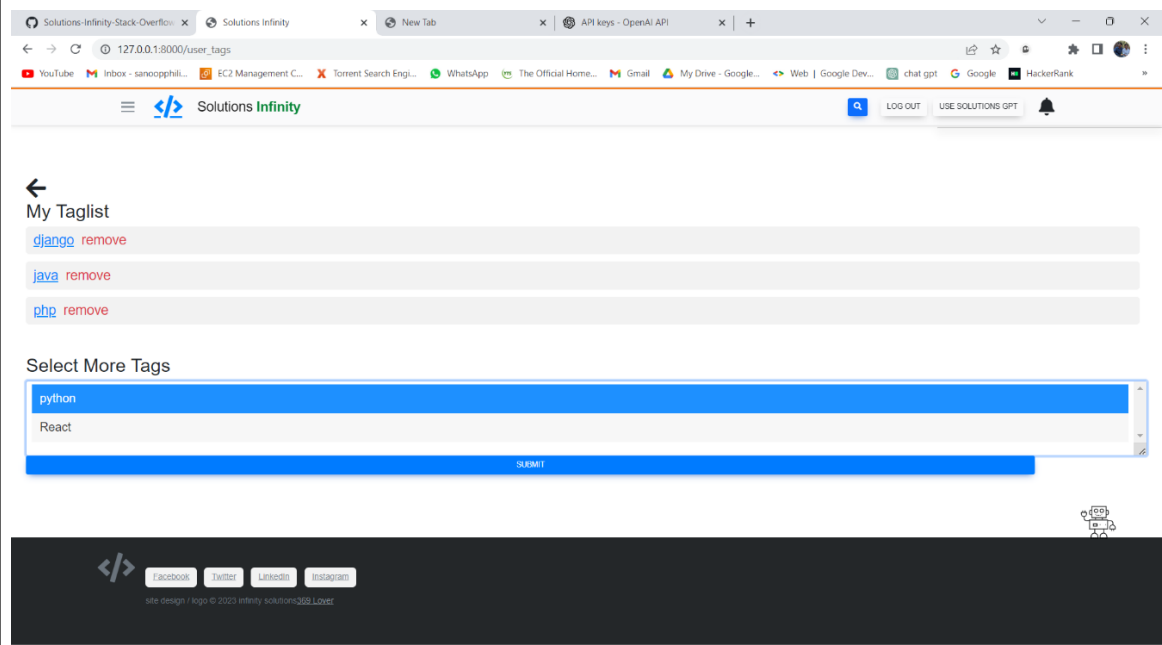 Solutions-Infinity-Stack-Overflow Solutions Infinity New Tab API keys - OpenAI API
127.0.0.1:8000/user_tags
YouTube Inbox - sanoopphili... EC2 Management C... Torrent Search Engi... WhatsApp The Official Home... Gmail My Drive - Google... Web | Google Dev... chat gpt Google HackerRank »
Solutions Infinity LOG OUT USE SOLUTIONS GPT
My Taglist
django remove
java remove
php remove
Select More Tags
python
React
SUBMIT
Facebook Twitter LinkedIn Instagram
site design / logo © 2023 infinity solutions369 Lover